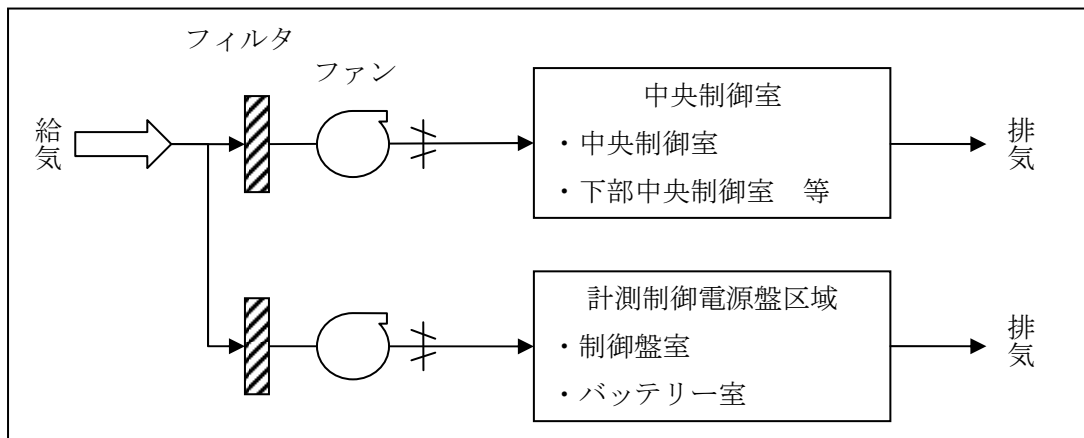 フィルタ
ファン
給気
中央制御室
・中央制御室
・下部中央制御室　等
排気
計測制御電源盤区域
・制御盤室
・バッテリー室
排気